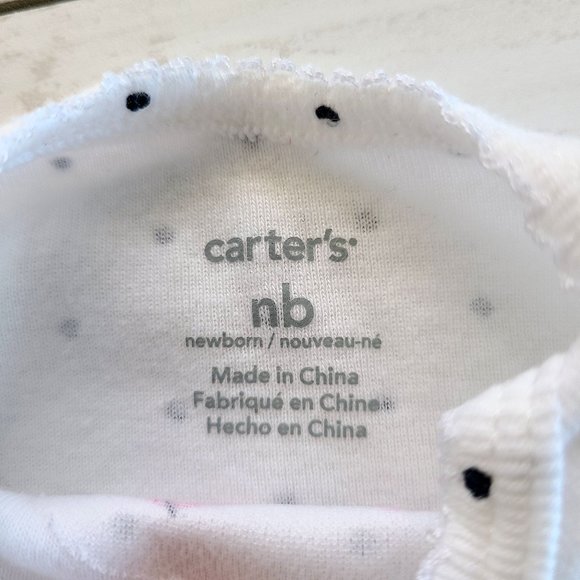 carter's
nb
newborn / nouveau-né
Made in China
Fabriqué en Chine
Hecho en China